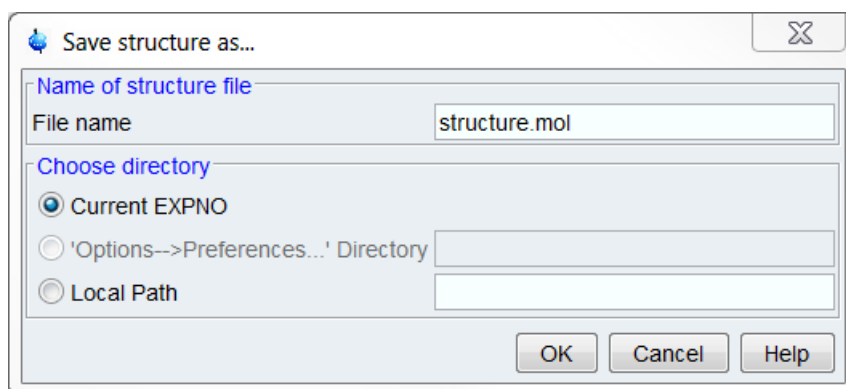 Save structure as...
Name of structure file
File name structure.mol
Choose directory
Current EXPNO
'Options-->Preferences...' Directory
Local Path
OK Cancel Help